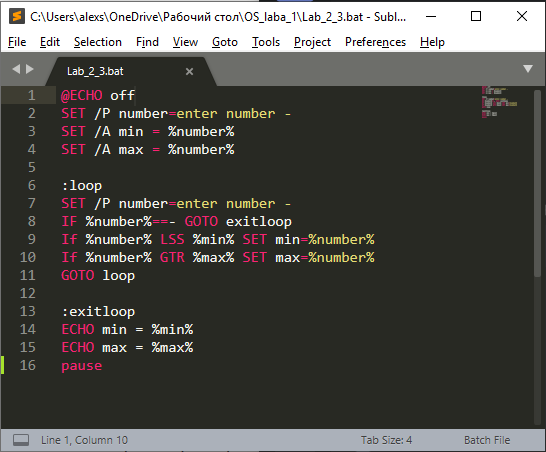 C:\Users\alexs\OneDrive\Рабочий стол\OS_laba_1\Lab_2_3.bat - Subl...
File Edit Selections Find View Goto Tools Project Preferences Help
Lab_2_3.bat
1 @ECHO off
2 SET /P number=enter number -
3 SET /A min = %number%
4 SET /A max = %number%
5
6 :loop
7 SET /P number=enter number -
8 IF %number%==- GOTO exitloop
9 If %number% LSS %min% SET min=%number%
10 If %number% GTR %max% SET max=%number%
11 GOTO loop
12
13 :exitloop
14 ECHO min = %min%
15 ECHO max = %max%
16 pause
Line 1, Column 10 Tab Size: 4 Batch File